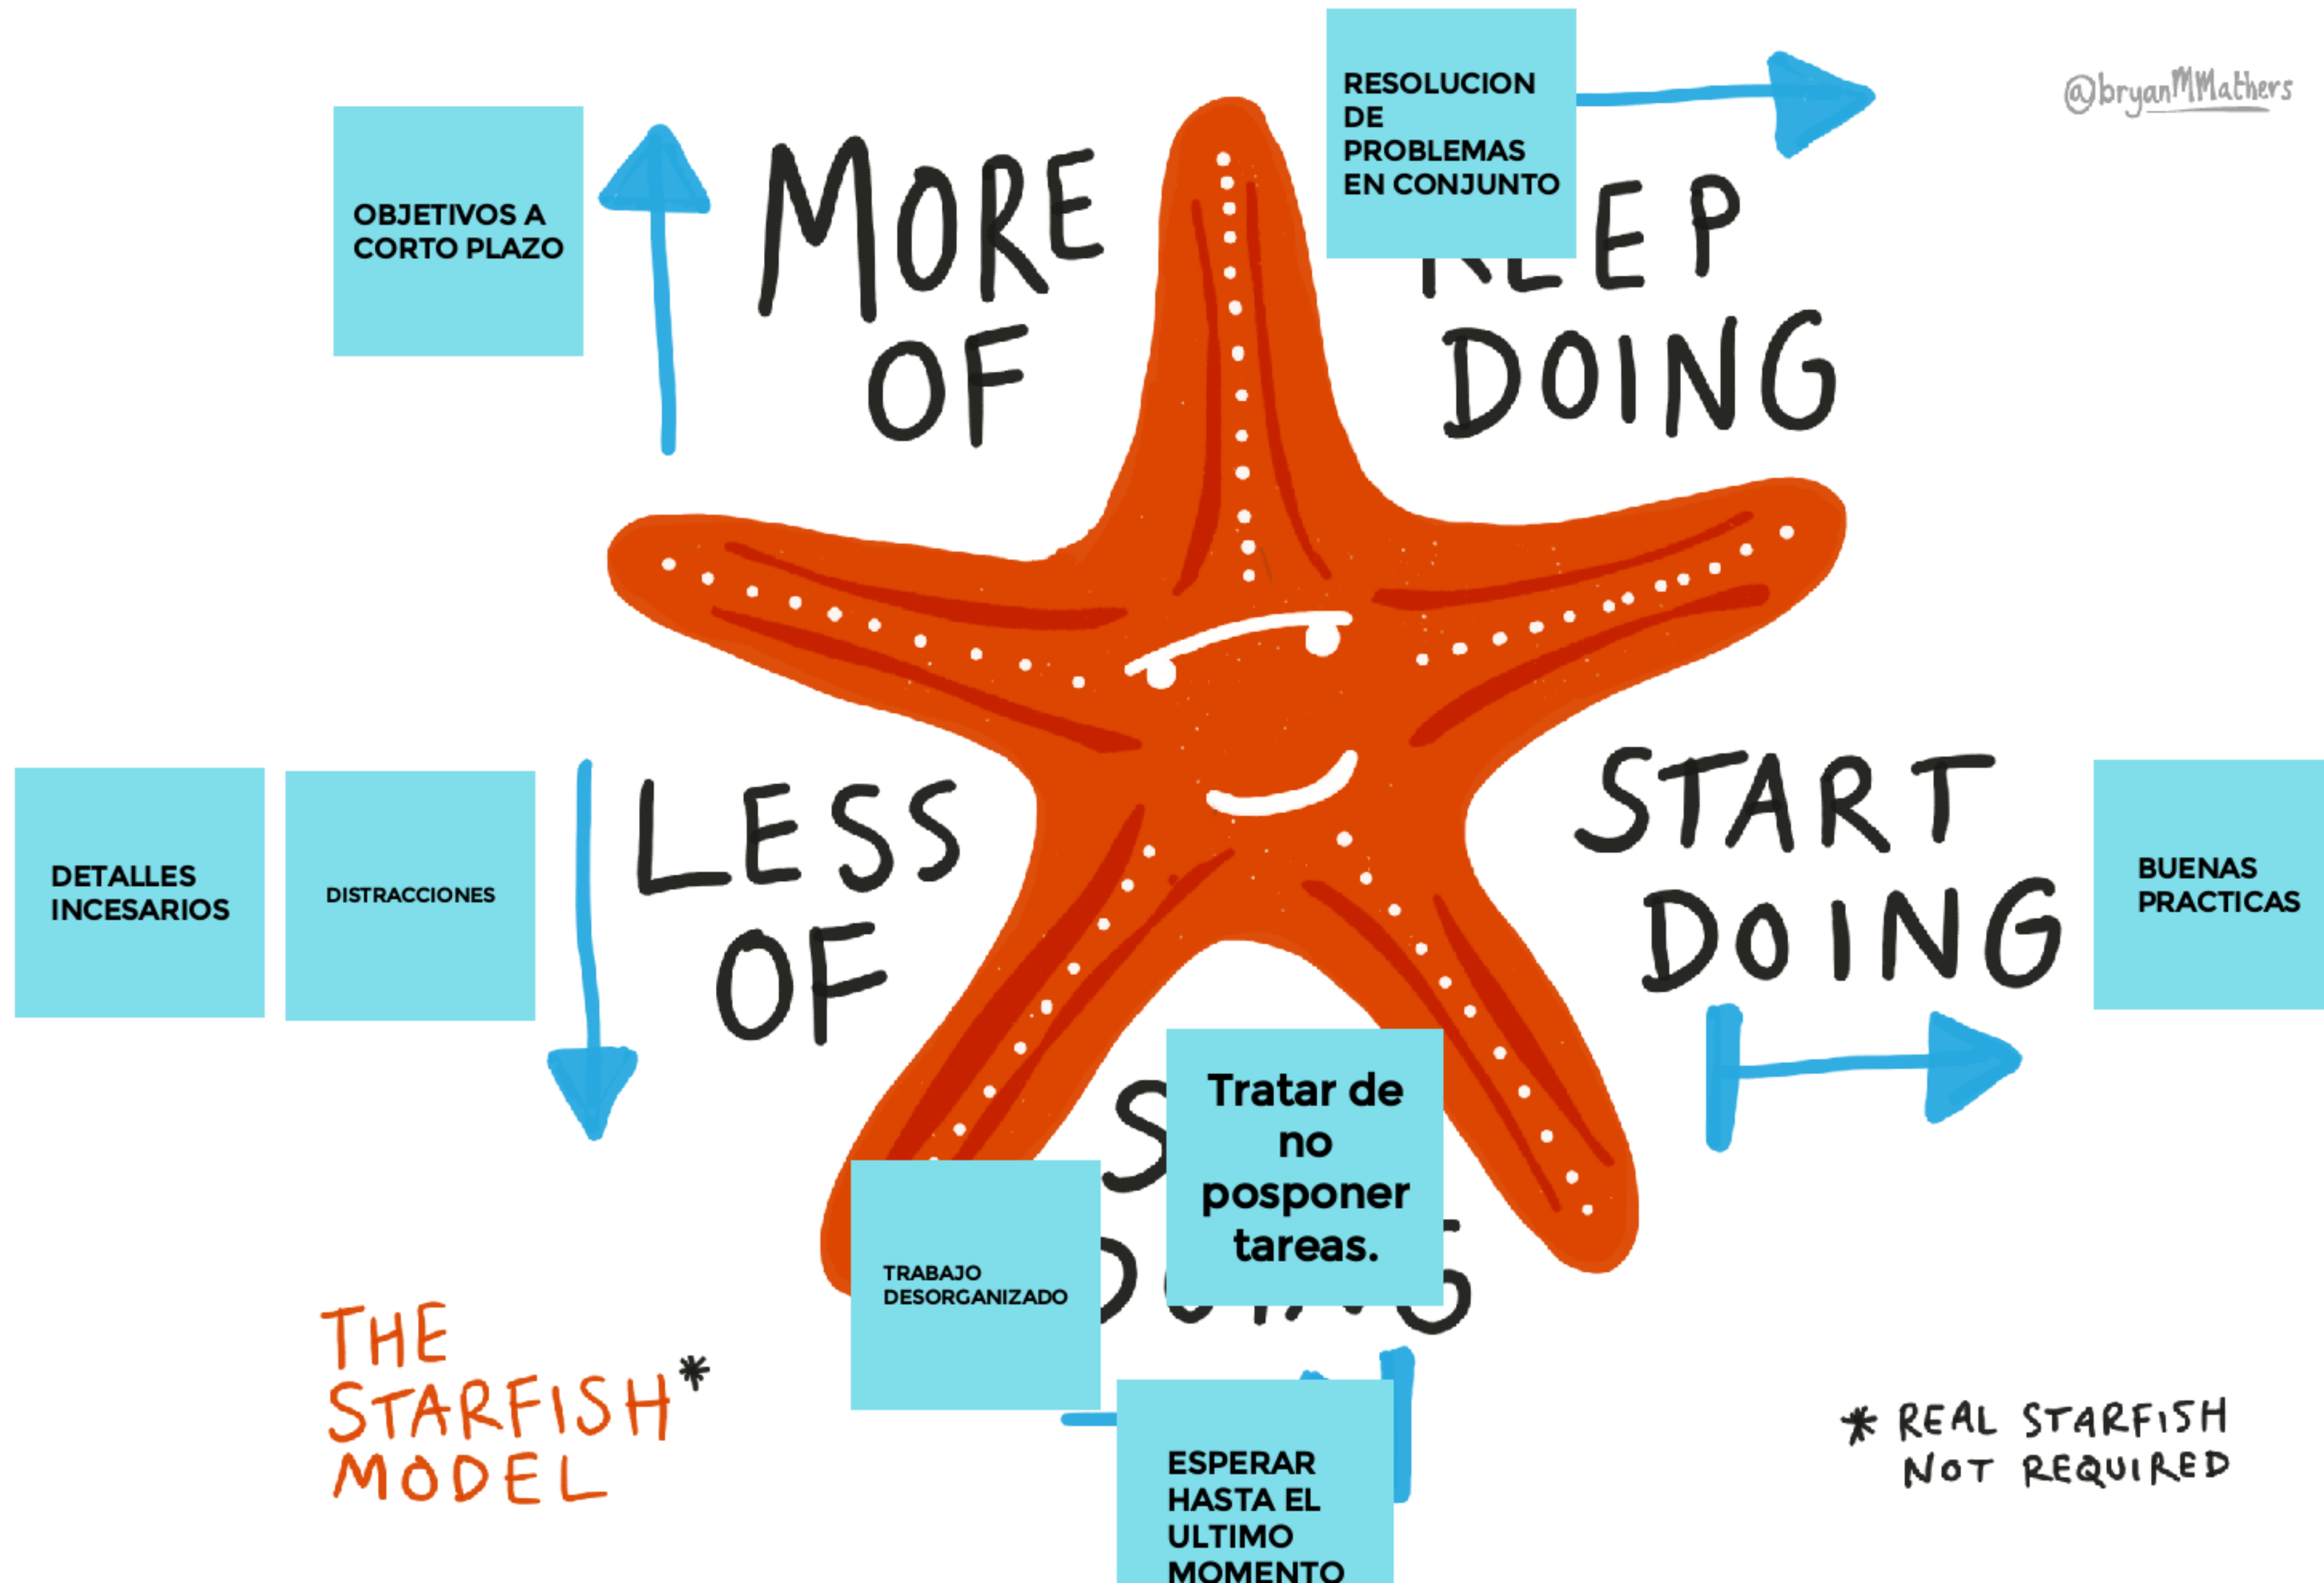 RESOLUCION
DE
PROBLEMAS
EN CONJUNTO
@bryanMMathers
OBJETIVOS A
CORTO PLAZO
MORE
OF
KEEP
DOING
DETALLES
INCESARIOS
DISTRACCIONES
LESS
OF
START
DOING
BUENAS
PRACTICAS
Tratar de
no
posponer
tareas.
TRABAJO
DESORGANIZADO
THE
STARFISH*
MODEL
ESPERAR
HASTA EL
ULTIMO
MOMENTO
* REAL STARFISH
NOT REQUIRED